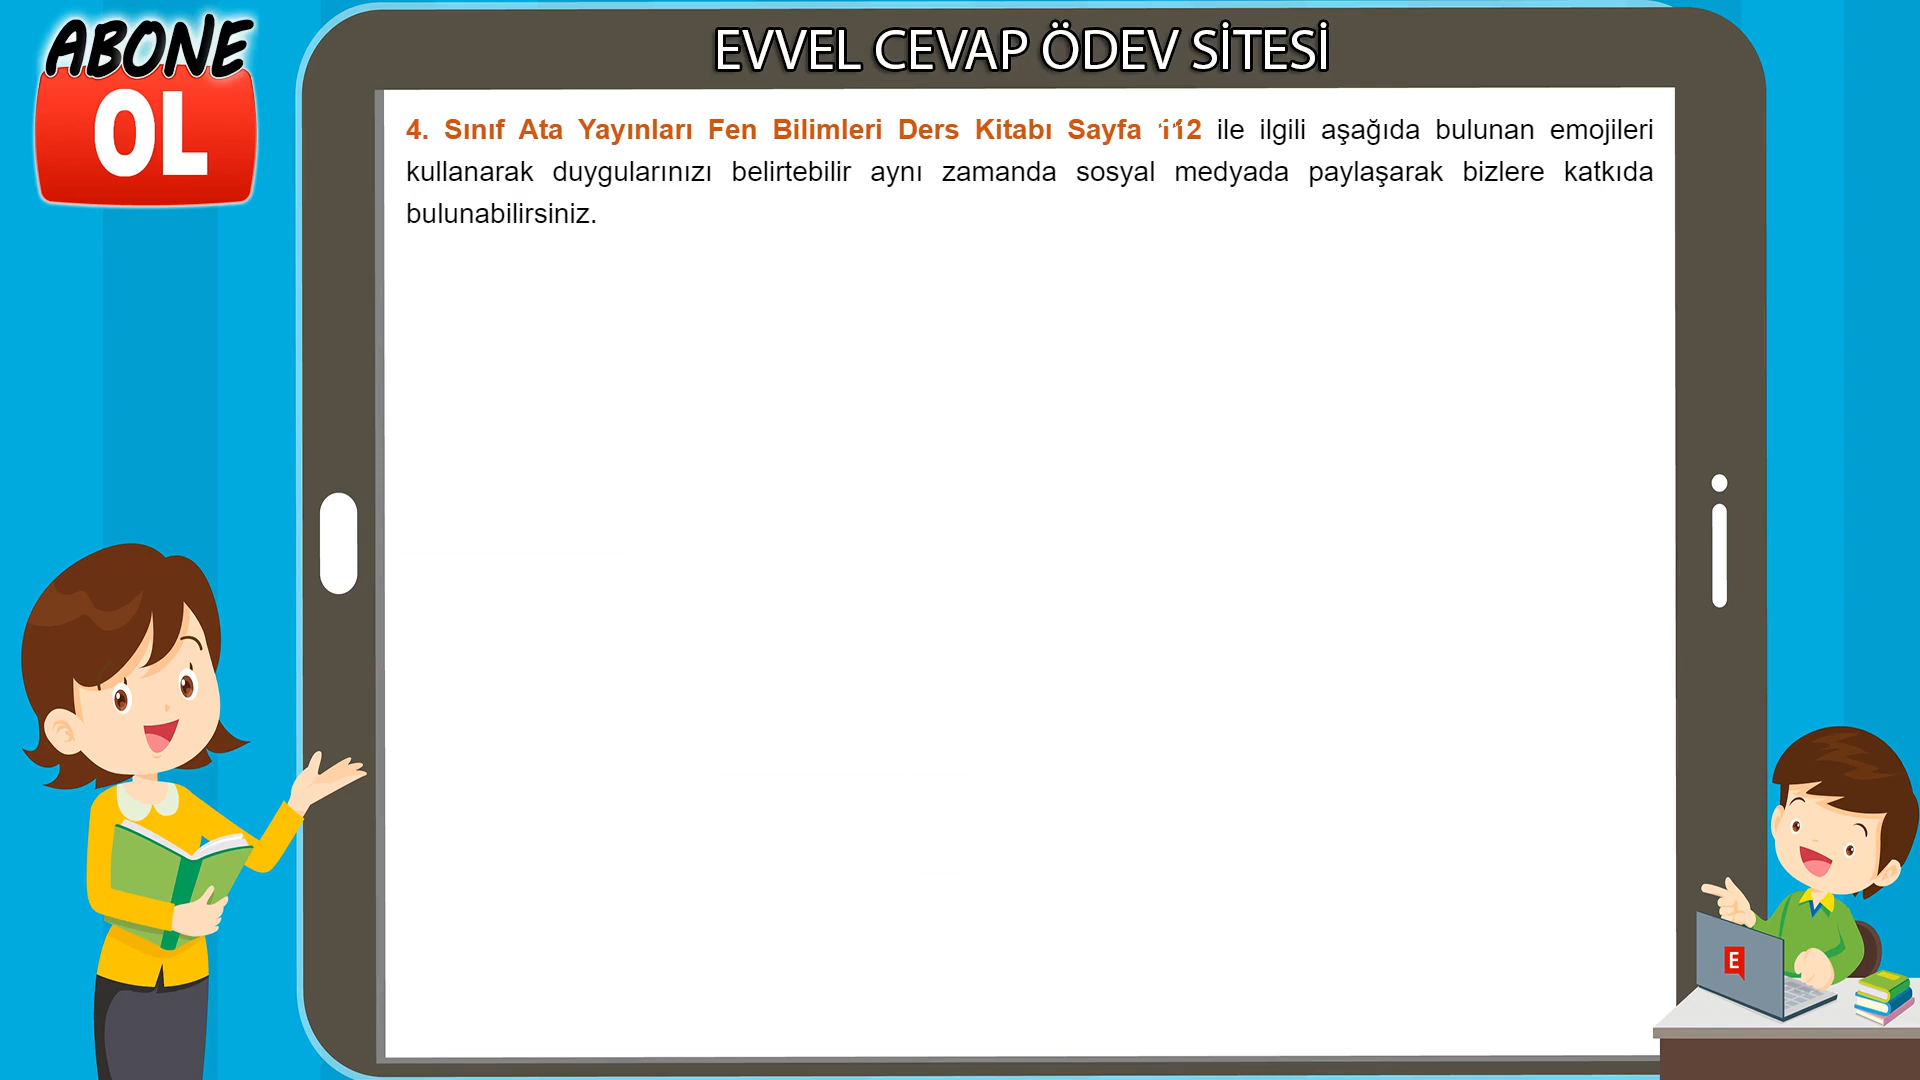 ABONE
OL
EVVEL CEVAP ÖDEV SİTESİ
4. Sınıf Ata Yayınları Fen Bilimleri Ders Kitabı Sayfa 112 ile ilgili aşağıda bulunan emojileri
kullanarak duygularınızı belirtebilir aynı zamanda sosyal medyada paylaşarak bizlere katkıda
bulunabilirsiniz.
E